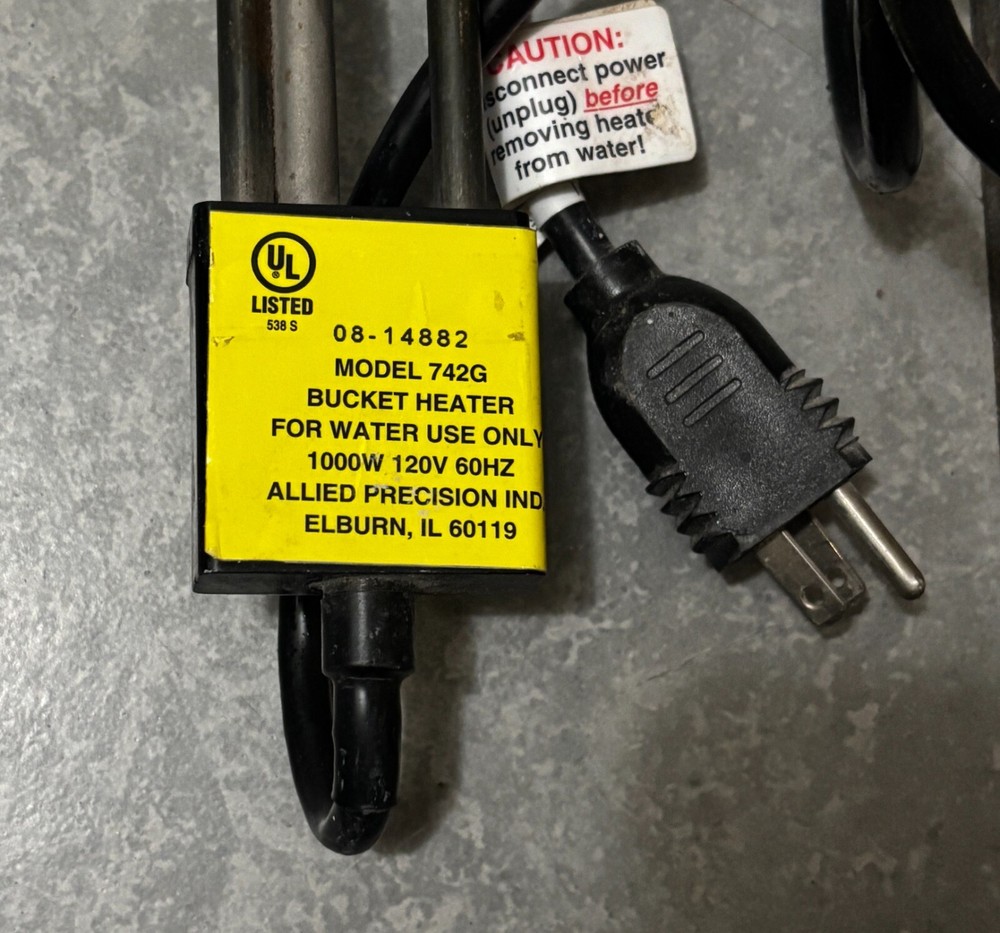 UL
®
LISTED
538 S
08-14882
MODEL 742G
BUCKET HEATER
FOR WATER USE ONLY
1000W 120V 60HZ
ALLIED PRECISION IND.
ELBURN, IL 60119
CAUTION:
sconnect power
(unplug) before
removing heate
from water!